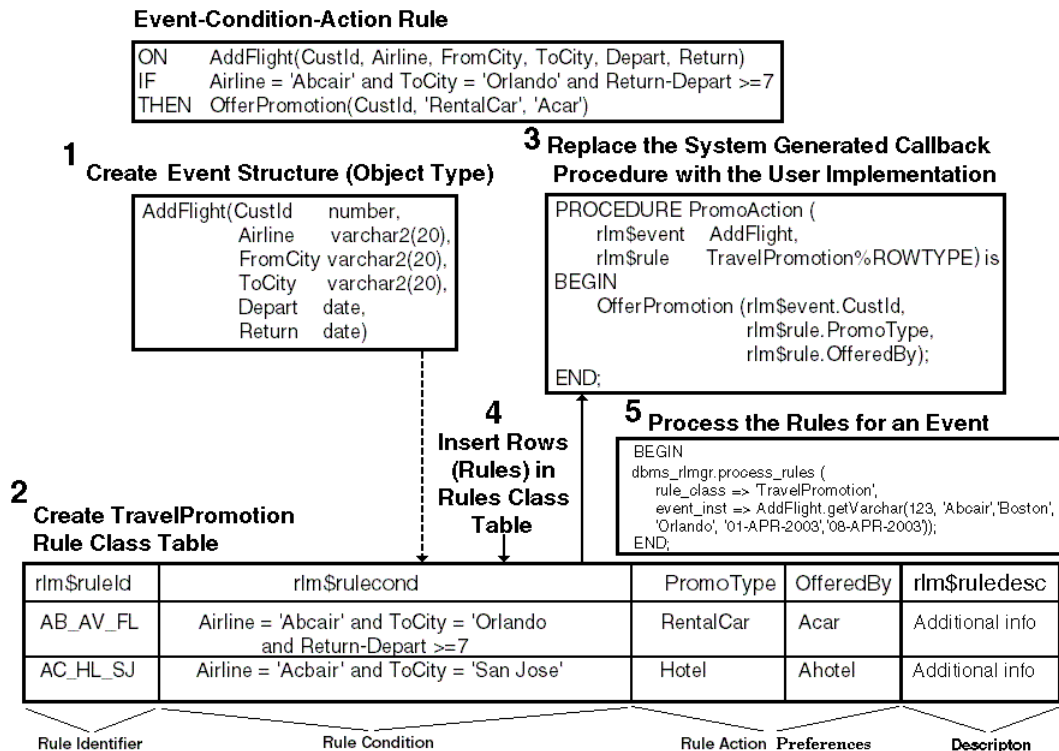 Event-Condition-Action Rule
ON AddFlight(CustId, Airline, FromCity, ToCity, Depart, Return)
IF Airline = 'Abcair' and ToCity = 'Orlando' and Return-Depart >=7
THEN OfferPromotion(CustId, 'RentalCar', 'Acar')
1 Create Event Structure (Object Type)
AddFlight(CustId number,
Airline varchar2(20),
FromCity varchar2(20),
ToCity varchar2(20),
Depart date,
Return date)
3 Replace the System Generated Callback
Procedure with the User Implementation
PROCEDURE PromoAction (
rlm$event AddFlight,
rlm$rule TravelPromotion%ROWTYPE) is
BEGIN
OfferPromotion (rlm$event.CustId,
rlm$rule.PromoType,
rlm$rule.OfferedBy);
END;
4
Insert Rows
(Rules) in
Rules Class
Table
5 Process the Rules for an Event
BEGIN
dbms_rlmgr.process_rules (
rule_class => 'TravelPromotion',
event_inst => AddFlight.getVarchar(123, 'Abcair','Boston',
'Orlando', '01-APR-2003','08-APR-2003'));
END;
2
Create TravelPromotion
Rule Class Table
rlm$ruleId rlm$rulecond PromoType OfferedBy rlm$ruledesc
AB_AV_FL Airline = 'Abcair' and ToCity = 'Orlando and Return-Depart >=7 RentalCar Acar Additional info
AC_HL_SJ Airline = 'Acbair' and ToCity = 'San Jose' Hotel Ahotel Additional info
Rule Identifier Rule Condition Rule Action Preferences Descripton